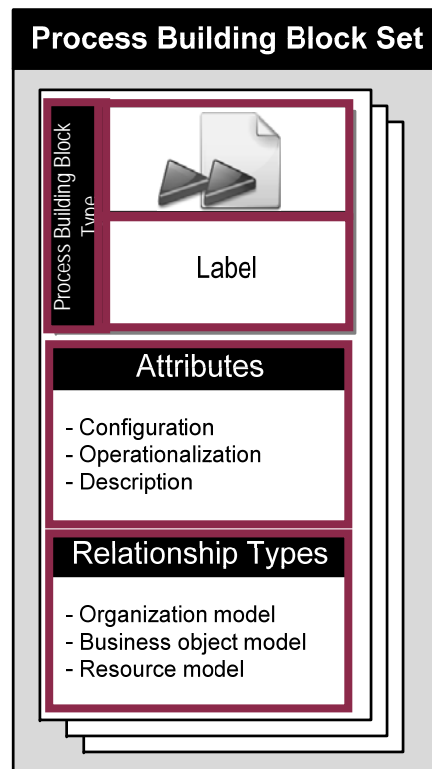 Process Building Block Set
Process Building Block
Type
Label
Attributes
- Configuration
- Operationalization
- Description
Relationship Types
- Organization model
- Business object model
- Resource model